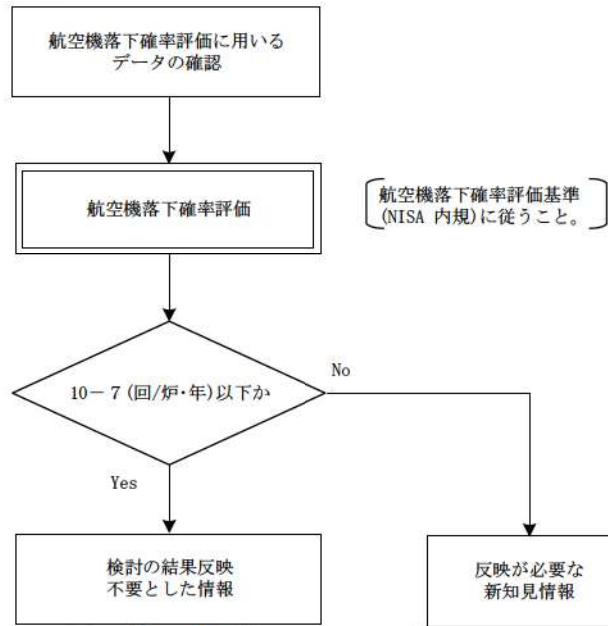 航空機落下確率評価に用いる
データの確認
航空機落下確率評価
航空機落下確率評価基準
(NISA 内規)に従うこと。
10－7 (回/炉・年)以下か
No
Yes
検討の結果反映
不要とした情報
反映が必要な
新知見情報